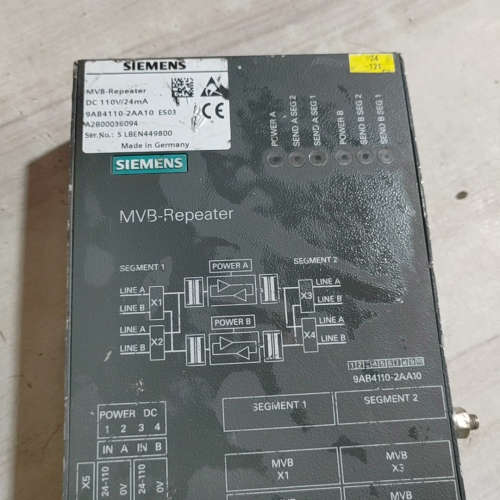 SIEMENS
MVB-Repeater
DC 110V/24mA
9AB4110-2AA10 ES03
A2B00036094
Ser.No.: S LBEN449800
Made in Germany
CE
SIEMENS
MVB-Repeater
POWER A
SEND A SEG 2
SEND A SEG 1
POWER B
SEND B SEG 2
SEND B SEG 1
SEGMENT 1
POWER A
SEGMENT 2
LINE A
LINE B
X1
X3
LINE A
LINE B
LINE A
LINE B
X2
POWER B
X4
LINE A
LINE B
9AB4110-2AA10
POWER DC
1 2 3 4
IN A IN B
X5
24-110
0V
24-110
0V
SEGMENT 1
SEGMENT 2
MVB
X1
MVB
X3
MVB
MVB